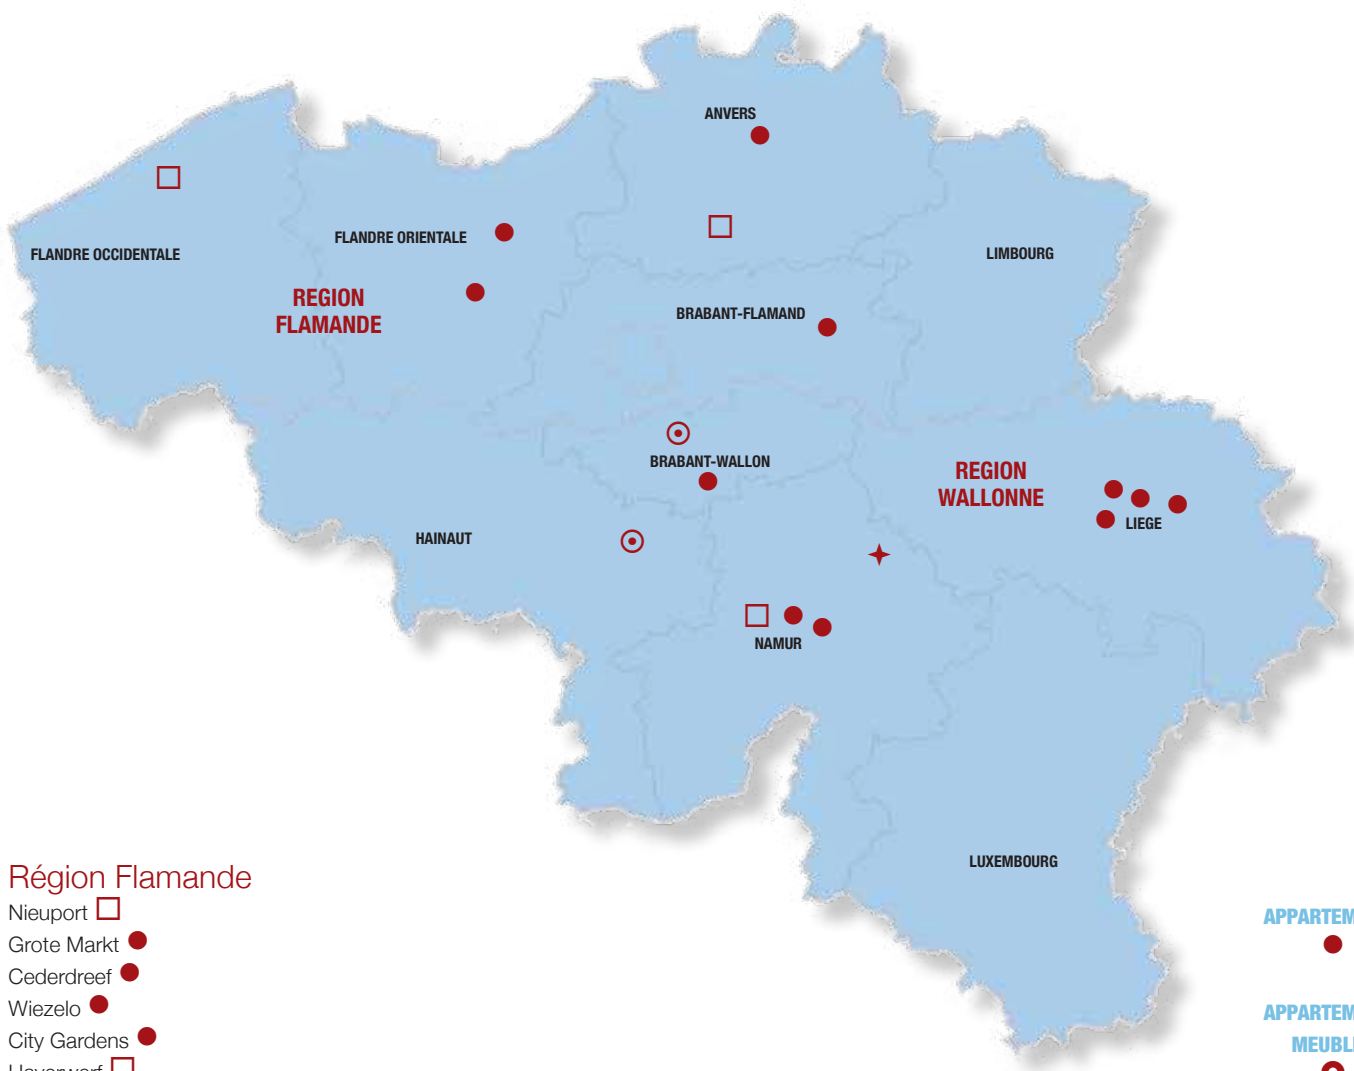 ANVERS
FLANDRE OCCIDENTALE
FLANDRE ORIENTALE
LIMBOURG
REGION
FLAMANDE
BRABANT-FLAMAND
BRABANT-WALLON
REGION
WALLONNE
LIEGE
HAINAUT
NAMUR
LUXEMBOURG
Région Flamande
Nieuport
Grote Markt
Cederdreef
Wiezelo
City Gardens